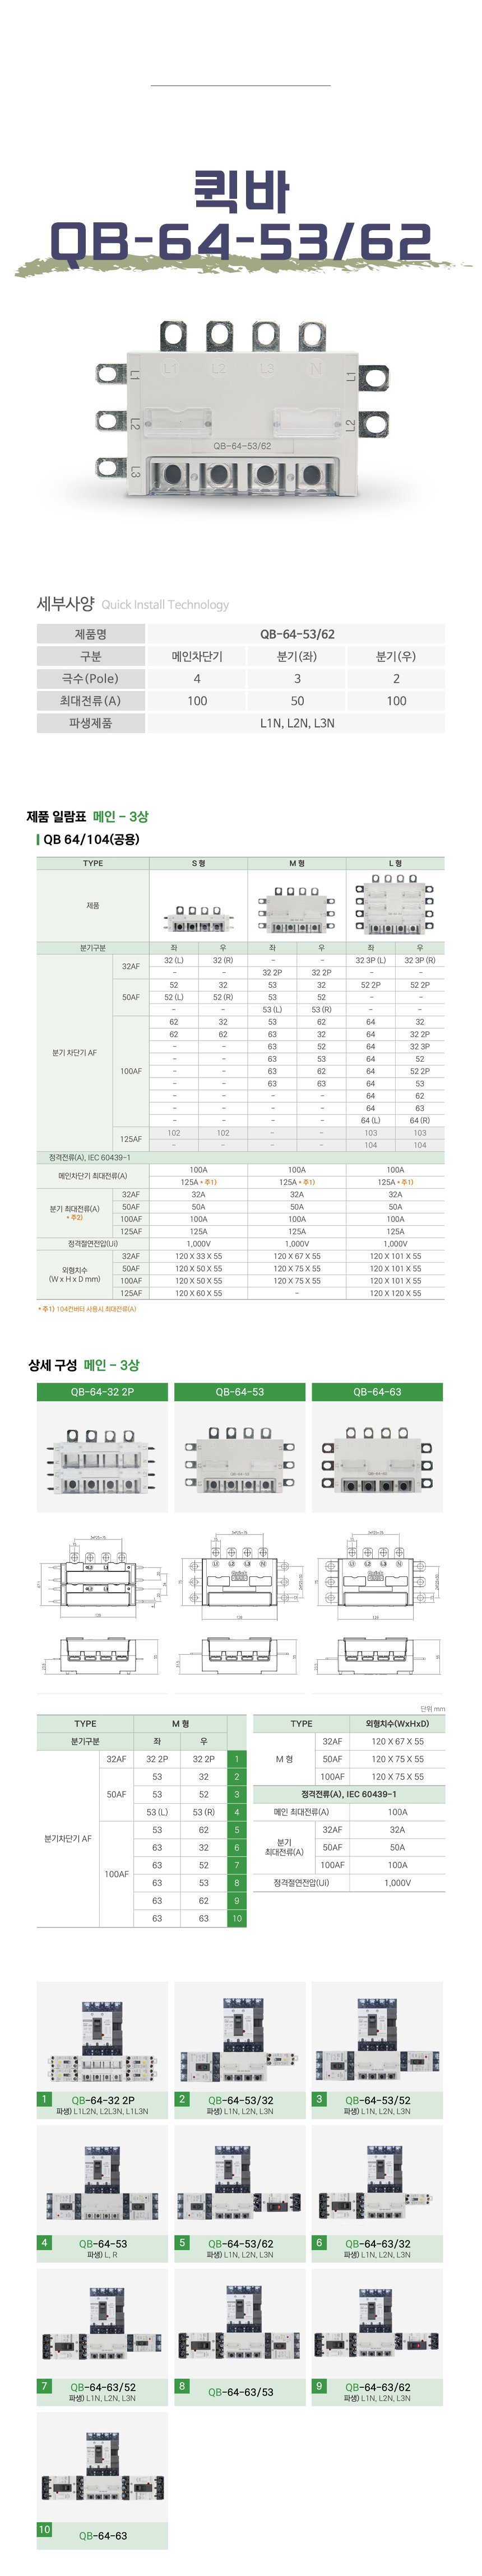 퀵바
QB-64-53/62
L1 L2 L3 N
L1
L2
L3
L1
L2
QB-64-53/62
세부사양 Quick Install Technology
제품명 QB-64-53/62
구분 메인차단기 분기(좌) 분기(우)
극수(Pole) 4 3 2
최대전류(A) 100 50 100
파생제품 L1N, L2N, L3N
제품 일람표 메인 - 3상
QB 64/104(공용)
TYPE S 형 M 형 L 형
제품
분기구분 좌 우 좌 우 좌 우
분기 차단기 AF
32AF 32 (L) 32 (R) - - 32 3P (L) 32 3P (R)
- - 32 2P 32 2P - -
50AF 52 32 53 32 52 2P 52 2P
52 (L) 52 (R) 53 52 - -
- - 53 (L) 53 (R) - -
100AF 62 32 53 62 64 32
62 62 63 32 64 32 2P
- - 63 52 64 32 3P
- - 63 53 64 52
- - 63 62 64 52 2P
- - 63 63 64 53
- - - - 64 62
- - - - 64 63
- - - - 64 (L) 64 (R)
125AF 102 102 - - 103 103
- - - - 104 104
정격전류(A), IEC 60439-1
메인차단기 최대전류(A) 100A 100A 100A
125A * 주1) 125A * 주1) 125A * 주1)
분기 최대전류(A) * 주2)
32AF 32A 32A 32A
50AF 50A 50A 50A
100AF 100A 100A 100A
125AF 125A 125A 125A
정격절연전압(Ui) 1,000V 1,000V 1,000V
외형치수 (W x H x D mm)
32AF 120 X 33 X 55 120 X 67 X 55 120 X 101 X 55
50AF 120 X 50 X 55 120 X 75 X 55 120 X 101 X 55
100AF 120 X 50 X 55 120 X 75 X 55 120 X 101 X 55
125AF 120 X 60 X 55 - 120 X 120 X 55
* 주1) 104컨버터 사용시 최대전류(A)
상세 구성 메인 - 3상
QB-64-32 2P QB-64-53 QB-64-63
단위 mm
TYPE M 형
분기구분 좌 우
분기차단기 AF
32AF 32 2P 32 2P 1
50AF 53 32 2
53 52 3
53 (L) 53 (R) 4
100AF 53 62 5
63 32 6
63 52 7
63 53 8
63 62 9
63 63 10
TYPE 외형치수(WxHxD)
M 형
32AF 120 X 67 X 55
50AF 120 X 75 X 55
100AF 120 X 75 X 55
정격전류(A), IEC 60439-1
메인 최대전류(A) 100A
분기 최대전류(A)
32AF 32A
50AF 50A
100AF 100A
정격절연전압(Ui) 1,000V
1 QB-64-32 2P
파생) L1L2N, L2L3N, L1L3N
2 QB-64-53/32
파생) L1N, L2N, L3N
3 QB-64-53/52
파생) L1N, L2N, L3N
4 QB-64-53
파생) L, R
5 QB-64-53/62
파생) L1N, L2N, L3N
6 QB-64-63/32
파생) L1N, L2N, L3N
7 QB-64-63/52
파생) L1N, L2N, L3N
8 QB-64-63/53
9 QB-64-63/62
파생) L1N, L2N, L3N
10 QB-64-63